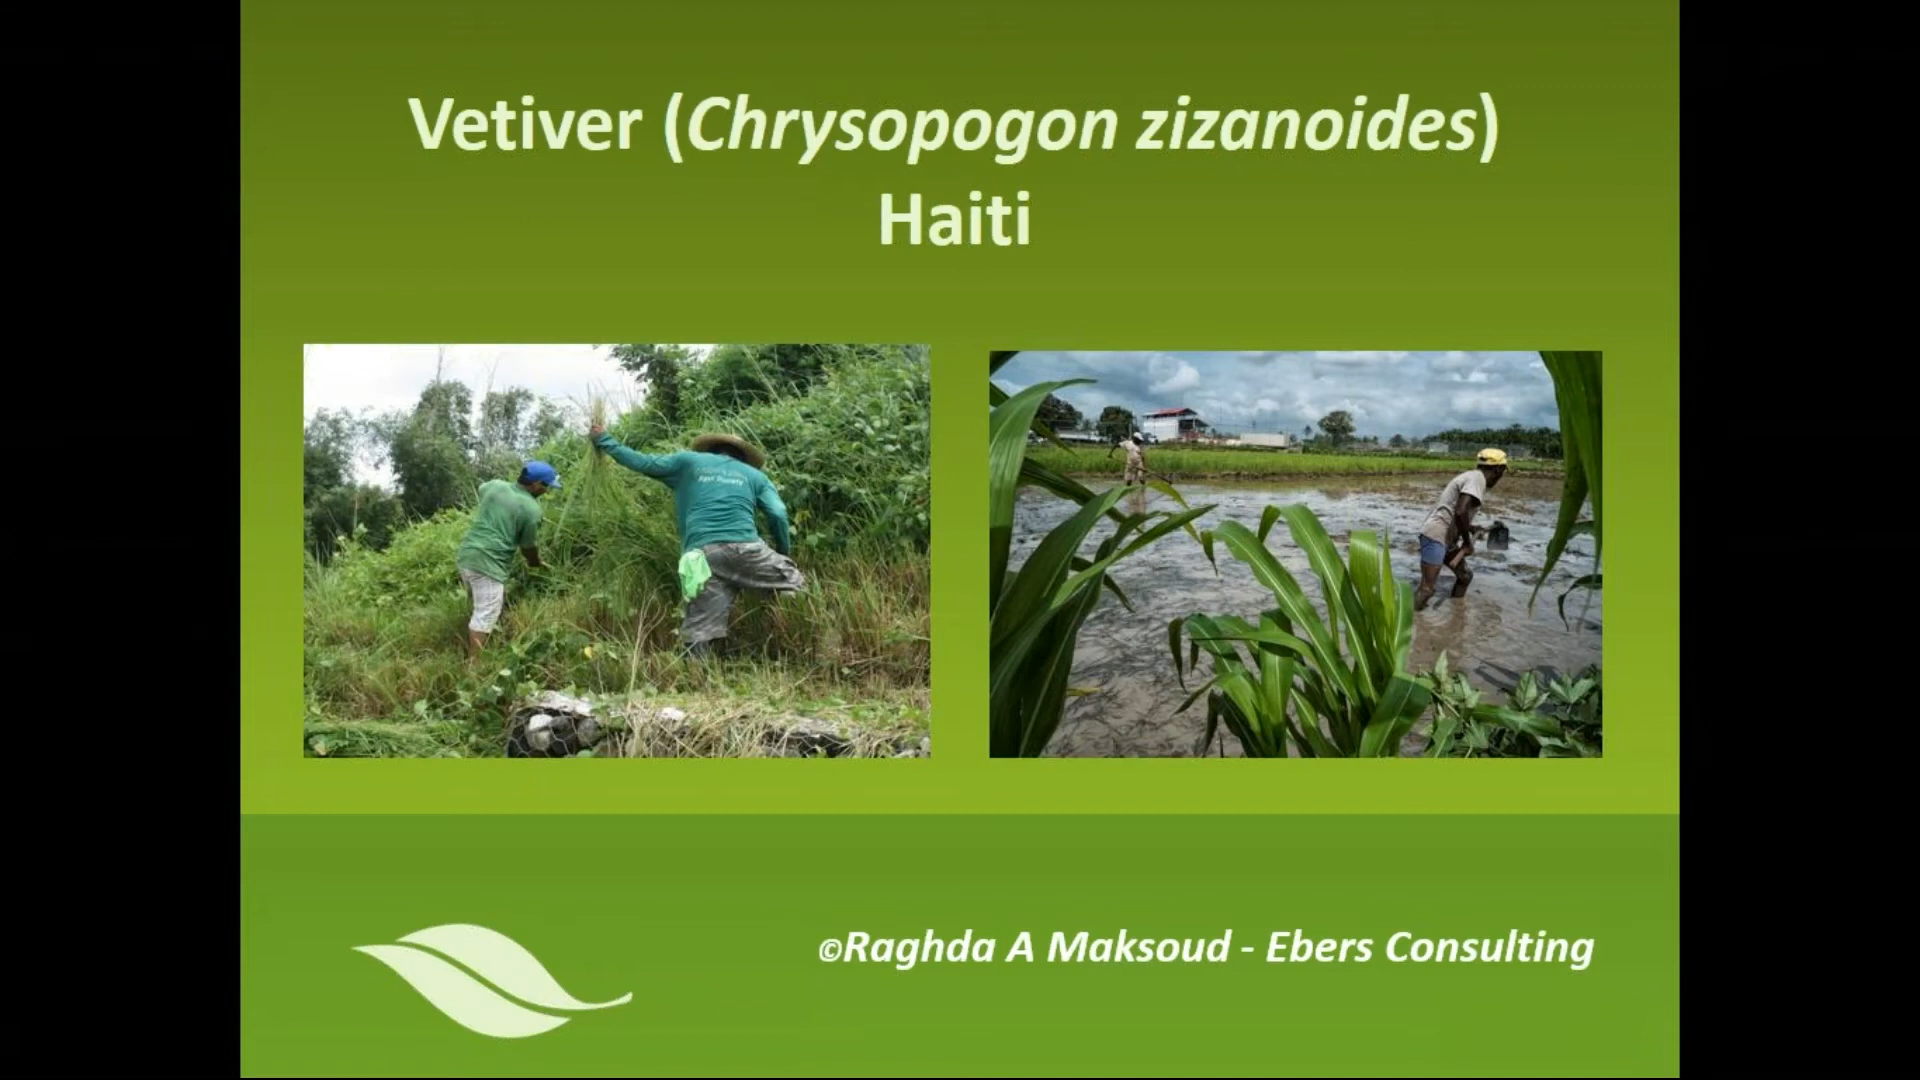 Vetiver (Chrysopogon zizanoides)
Haiti
©Raghda A Maksoud - Ebers Consulting